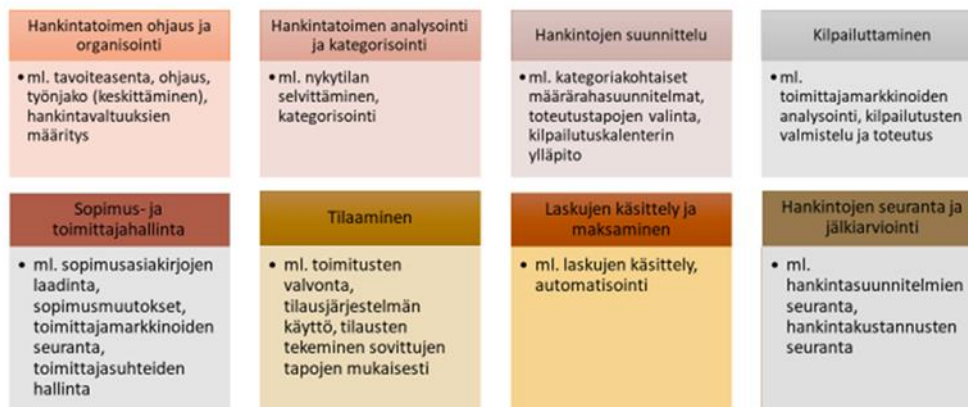 Hankintatoimen ohjaus ja
organisointi
•ml. tavoiteasenta, ohjaus,
työnjako (keskittäminen),
hankintavaltuuksien
määritys
Hankintatoimen analysointi
ja kategorisointi
•ml. nykytilan
selvittäminen,
kategorisointi
Hankintojen suunnittelu
•ml. kategoriakohtaiset
määrärahasuunnitelmat,
toteutustapojen valinta,
kilpailutuskalenterin
ylläpito
Kilpailuttaminen
•ml.
toimittajamarkkinoiden
analysointi, kilpailutusten
valmistelu ja toteutus
Sopimus- ja
toimittajahallinta
• ml. sopimusasiakirjojen
laadinta,
sopimusmuutokset,
toimittajamarkkinoiden
seuranta,
toimittajasuhteiden
hallinta
Tilaaminen
• ml. toimitusten
valvonta,
tilausjärjestelmän
käyttö, tilausten
tekeminen sovittujen
tapojen mukaisesti
Laskujen käsittely ja
maksaminen
• ml. laskujen käsittely,
automatisointi
Hankintojen seuranta ja
jälkiarviointi
• ml.
hankintasuunnitelmien
seuranta,
hankintakustannusten
seuranta